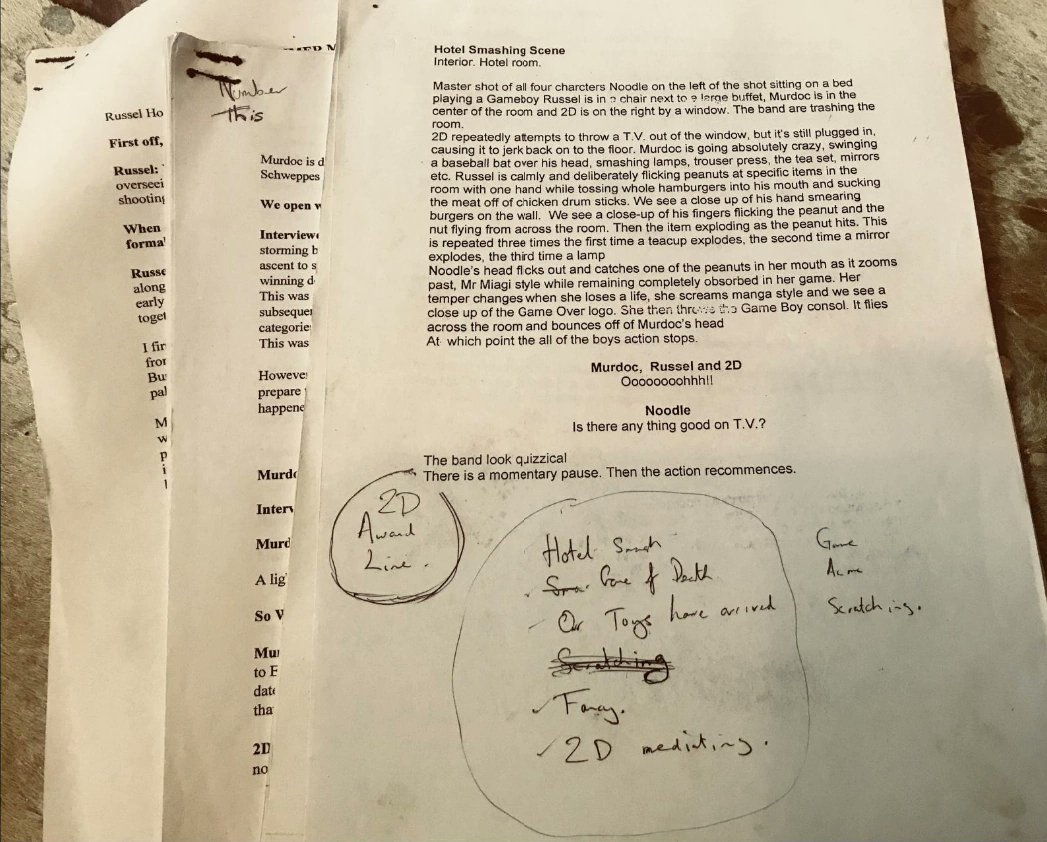 Russel Ho
First off,
Russel:
overseei
shooting
When
forma
Russe
along
early
toget
I fir
fror
Bu
pal
M
w
p
i
Number
this
Murdoc is d
Schweppes
We open w
Interviewe
storming b
ascent to s
winning d
This was
subsequer
categorie
This was
However
prepare
happene
Murdo
Interv
Murd
A lig
So V
Mur
to E
date
tha
2D
no
Hotel Smashing Scene
Interior. Hotel room.
Master shot of all four charcters Noodle on the left of the shot sitting on a bed
playing a Gameboy Russel is in a chair next to a large buffet, Murdoc is in the
center of the room and 2D is on the right by a window. The band are trashing the
room.
2D repeatedly attempts to throw a T.V. out of the window, but it's still plugged in,
causing it to jerk back on to the floor. Murdoc is going absolutely crazy, swinging
a baseball bat over his head, smashing lamps, trouser press, the tea set, mirrors
etc. Russel is calmly and deliberately flicking peanuts at specific items in the
room with one hand while tossing whole hamburgers into his mouth and sucking
the meat off of chicken drum sticks. We see a close up of his hand smearing
burgers on the wall. We see a close-up of his fingers flicking the peanut and the
nut flying from across the room. Then the item exploding as the peanut hits. This
is repeated three times the first time a teacup explodes, the second time a mirror
explodes, the third time a lamp
Noodle's head flcks out and catches one of the peanuts in her mouth as it zooms
past, Mr Miagi style while remaining completely obsorbed in her game. Her
temper changes when she loses a life, she screams manga style and we see a
close up of the Game Over logo. She then throws the Game Boy consol. It flies
across the room and bounces off of Murdoc's head
At which point the all of the boys action stops.
Murdoc, Russel and 2D
Oooooooohhh!!
Noodle
Is there any thing good on T.V.?
The band look quizzical
There is a momentary pause. Then the action recommences.
2D
Award
Line.
Hotel Smash
Game of Death
Our Toys have arrived
Scratching
Fancy.
2D mediating.
Game
Acme
Scratching.